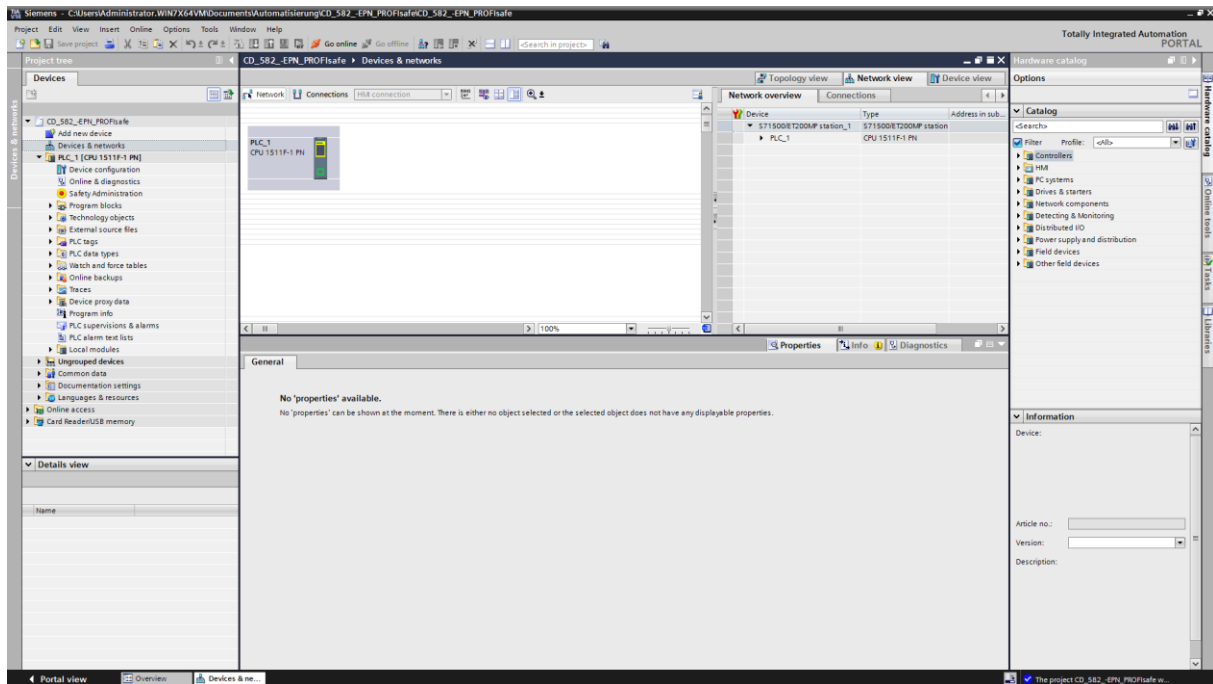 Siemens - C:\Users\Administrator.WIN7X64VM\Documents\Automatisierung\CD_582_-EPN_PROFIsafe\CD_582_-EPN_PROFIsafe
Project Edit View Insert Online Options Tools Window Help
Totally Integrated Automation
PORTAL
Save project
Go online
Go offline
<Search in project>
Project tree
Devices
CD_582_-EPN_PROFIsafe
Add new device
Devices & networks
PLC_1 [CPU 1511F-1 PN]
Device configuration
Online & diagnostics
Safety Administration
Program blocks
Technology objects
External source files
PLC tags
PLC data types
Watch and force tables
Online backups
Traces
Device proxy data
Program info
PLC supervisions & alarms
PLC alarm text lists
Local modules
Ungrouped devices
Common data
Documentation settings
Languages & resources
Online access
Card Reader/USB memory
Details view
Name
Devices & networks
CD_582_-EPN_PROFIsafe Devices & networks
Topology view Network view Device view
Network Connections HMI connection
PLC_1
CPU 1511F-1 PN
100%
Network overview Connections
Device Type Address in sub...
S71500/ET200MP station_1 S71500/ET200MP station
PLC_1 CPU 1511F-1 PN
Properties Info Diagnostics
General
No 'properties' available.
No 'properties' can be shown at the moment. There is either no object selected or the selected object does not have any displayable properties.
Hardware catalog
Options
Catalog
<Search>
Filter Profile: <All>
Controllers
HMI
PC systems
Drives & starters
Network components
Detecting & Monitoring
Distributed I/O
Power supply and distribution
Field devices
Other field devices
Information
Device:
Article no.:
Version:
Description:
Hardware catalog
Online tools
Tasks
Libraries
Portal view Overview Devices & ne...
The project CD_582_-EPN_PROFIsafe w...